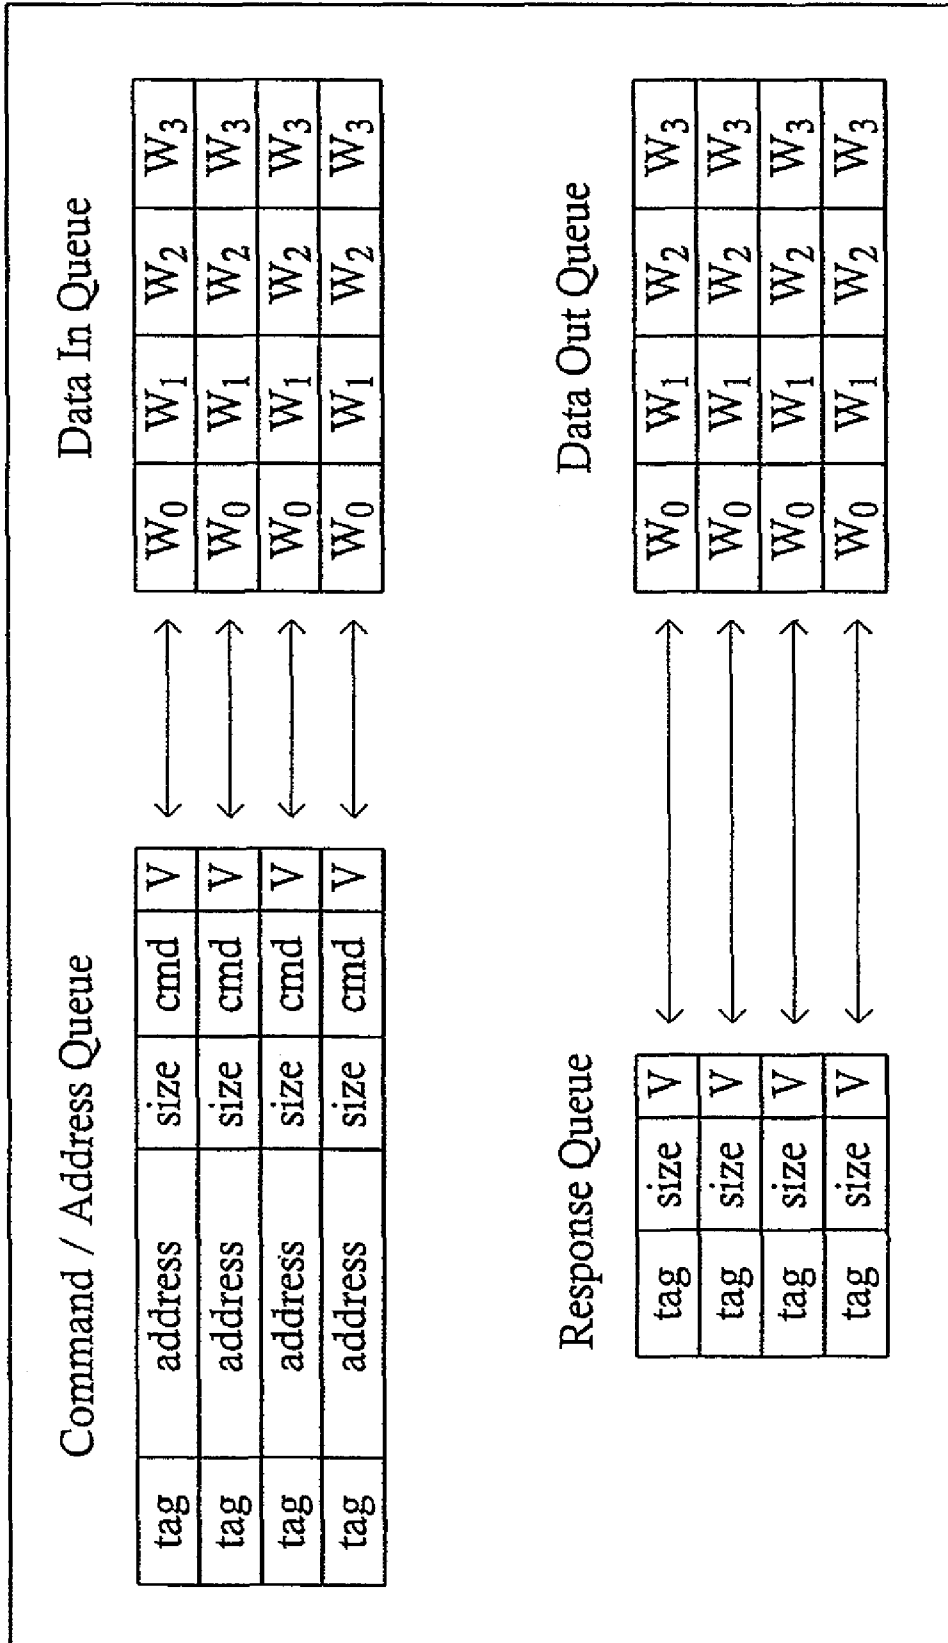 Command / Address Queue
tag address size cmd V
tag address size cmd V
tag address size cmd V
tag address size cmd V
Data In Queue
W₀ W₁ W₂ W₃
W₀ W₁ W₂ W₃
W₀ W₁ W₂ W₃
W₀ W₁ W₂ W₃
Response Queue
tag size V
tag size V
tag size V
tag size V
Data Out Queue
W₀ W₁ W₂ W₃
W₀ W₁ W₂ W₃
W₀ W₁ W₂ W₃
W₀ W₁ W₂ W₃